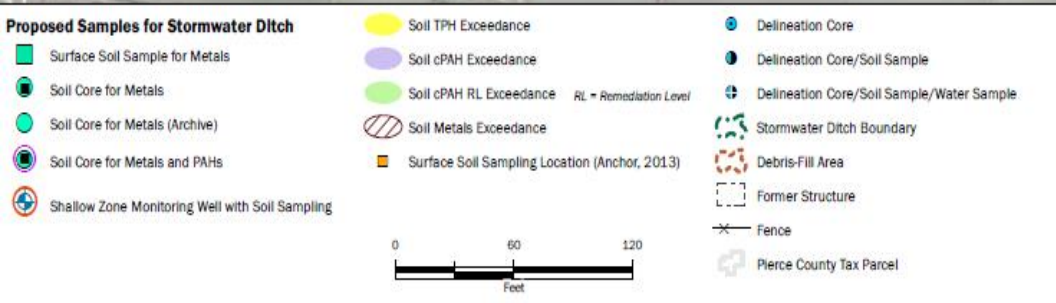 Proposed Samples for Stormwater Ditch
Surface Soil Sample for Metals
Soil Core for Metals
Soil Core for Metals (Archive)
Soil Core for Metals and PAHs
Shallow Zone Monitoring Well with Soil Sampling
Soil TPH Exceedance
Soil cPAH Exceedance
Soil cPAH RL Exceedance RL = Remediation Level
Soil Metals Exceedance
Surface Soil Sampling Location (Anchor, 2013)
0 60 120
Feet
Delineation Core
Delineation Core/Soil Sample
Delineation Core/Soil Sample/Water Sample
Stormwater Ditch Boundary
Debris-Fill Area
Former Structure
Fence
Pierce County Tax Parcel